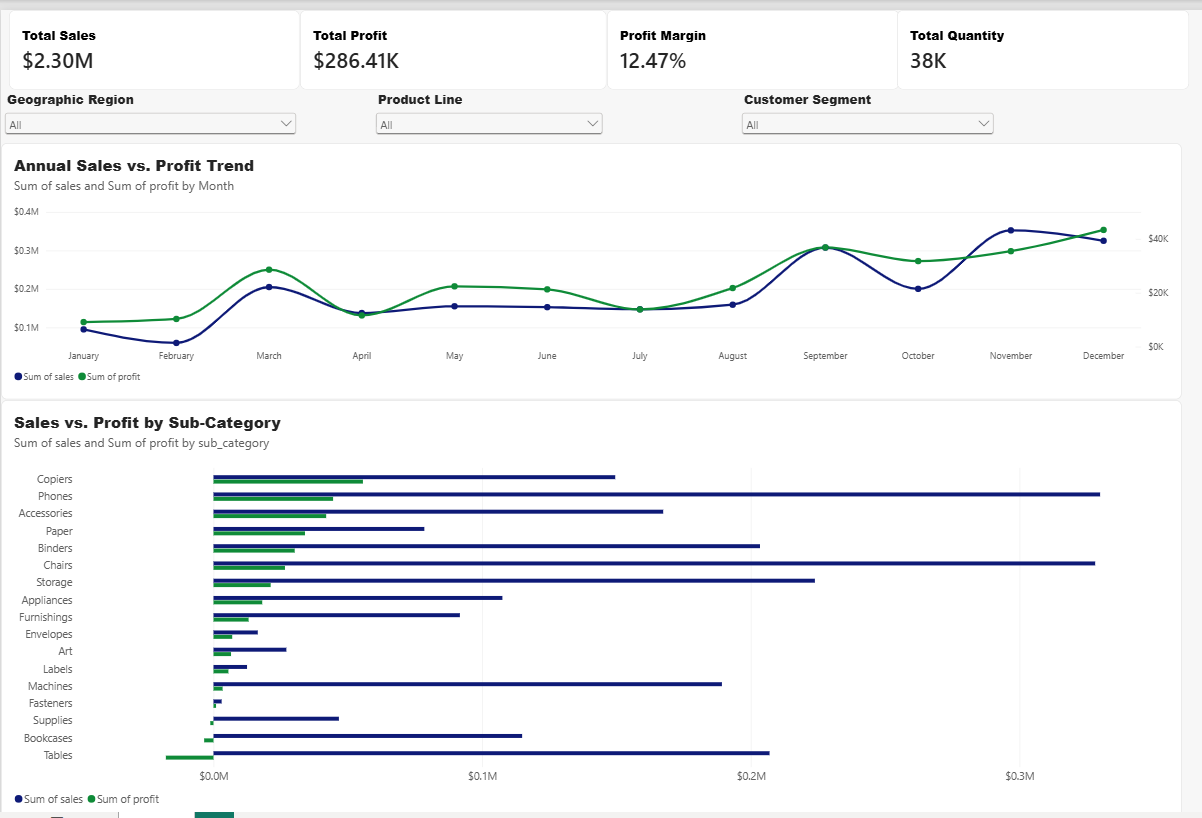 Total Sales
$2.30M
Total Profit
$286.41K
Profit Margin
12.47%
Total Quantity
38K
Geographic Region
All
Product Line
All
Customer Segment
All
Annual Sales vs. Profit Trend
Sum of sales and Sum of profit by Month
$0.4M
$0.3M
$0.2M
$0.1M
$40K
$20K
$0K
January February March April May June July August September October November December
Sum of sales Sum of profit
Sales vs. Profit by Sub-Category
Sum of sales and Sum of profit by sub_category
Copiers
Phones
Accessories
Paper
Binders
Chairs
Storage
Appliances
Furnishings
Envelopes
Art
Labels
Machines
Fasteners
Supplies
Bookcases
Tables
$0.0M $0.1M $0.2M $0.3M
Sum of sales Sum of profit